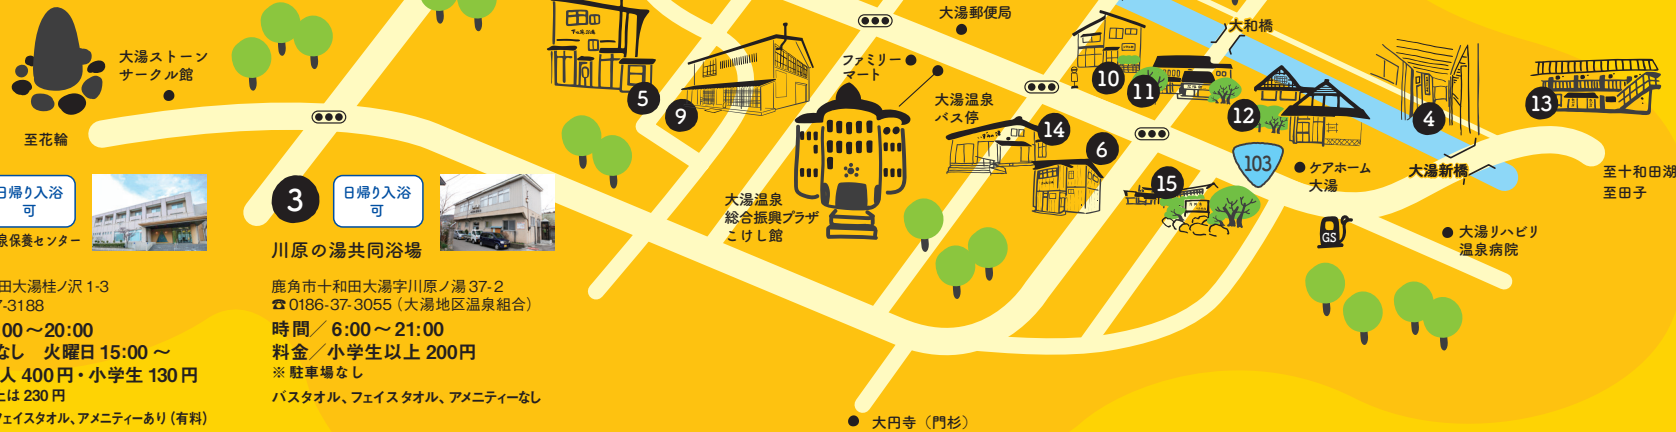 大湯ストーン
サークル館
至花輪
5
9
大湯郵便局
ファミリー
マート
大湯温泉
バス停
大湯温泉
総合振興プラザ
こけし館
10
11
大和橋
12
4
13
14
6
15
103
ケアホーム
大湯
大湯新橋
至十和田湖
至田子
GS
大湯リハビリ
温泉病院
大円寺（門杉）
日帰り入浴
可
泉保養センター
田大湯桂ノ沢1-3
7-3188
00～20:00
なし　火曜日15:00～
人400円・小学生130円
上は230円
フェイスタオル、アメニティーあり（有料）
3
日帰り入浴
可
川原の湯共同浴場
鹿角市十和田大湯字川原ノ湯37-2
☎0186-37-3055（大湯地区温泉組合）
時間／6:00～21:00
料金／小学生以上200円
※駐車場なし
バスタオル、フェイスタオル、アメニティーなし